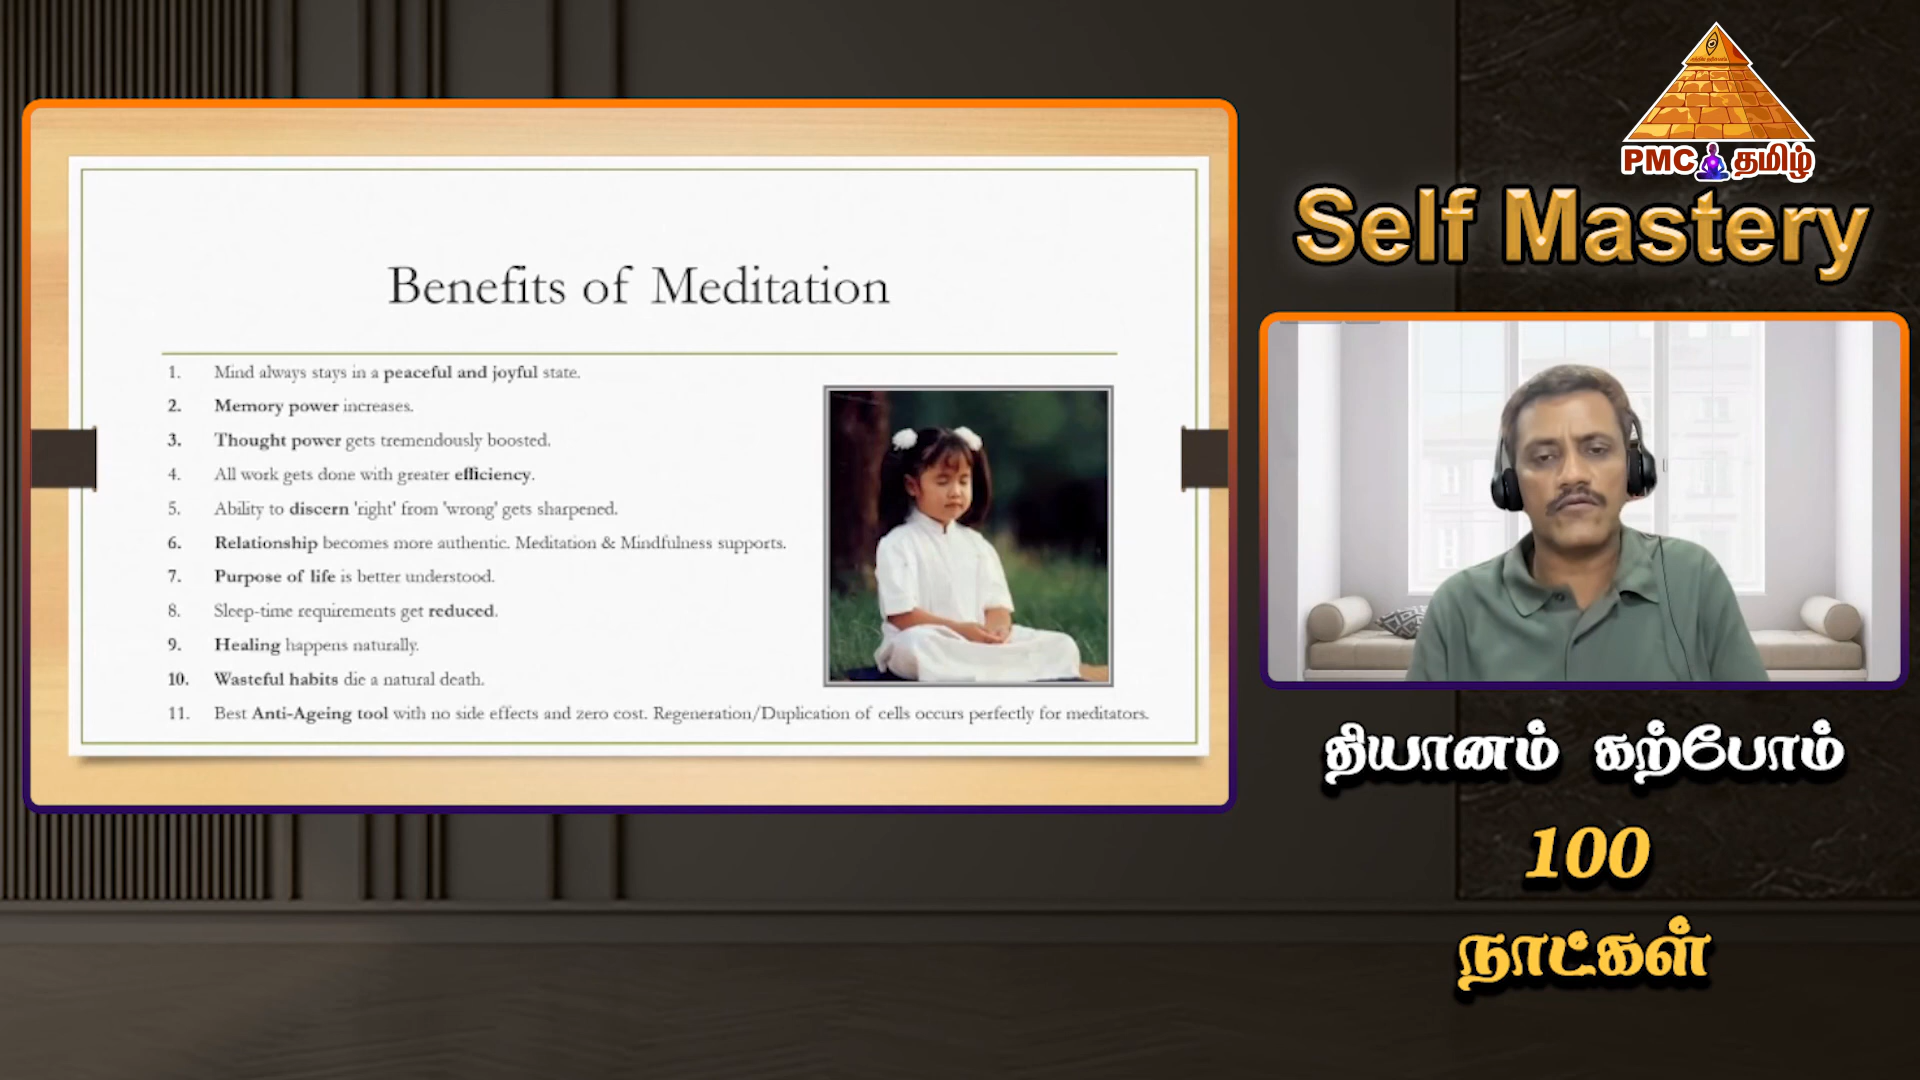 Benefits of Meditation
1. Mind always stays in a peaceful and joyful state.
2. Memory power increases.
3. Thought power gets tremendously boosted.
4. All work gets done with greater efficiency.
5. Ability to discern 'right' from 'wrong' gets sharpened.
6. Relationship becomes more authentic. Meditation & Mindfulness supports.
7. Purpose of life is better understood.
8. Sleep-time requirements get reduced.
9. Healing happens naturally.
10. Wasteful habits die a natural death.
11. Best Anti-Ageing tool with no side effects and zero cost. Regeneration/Duplication of cells occurs perfectly for meditators.
PMC தமிழ்
Self Mastery
தியானம் கற்போம்
100
நாட்கள்